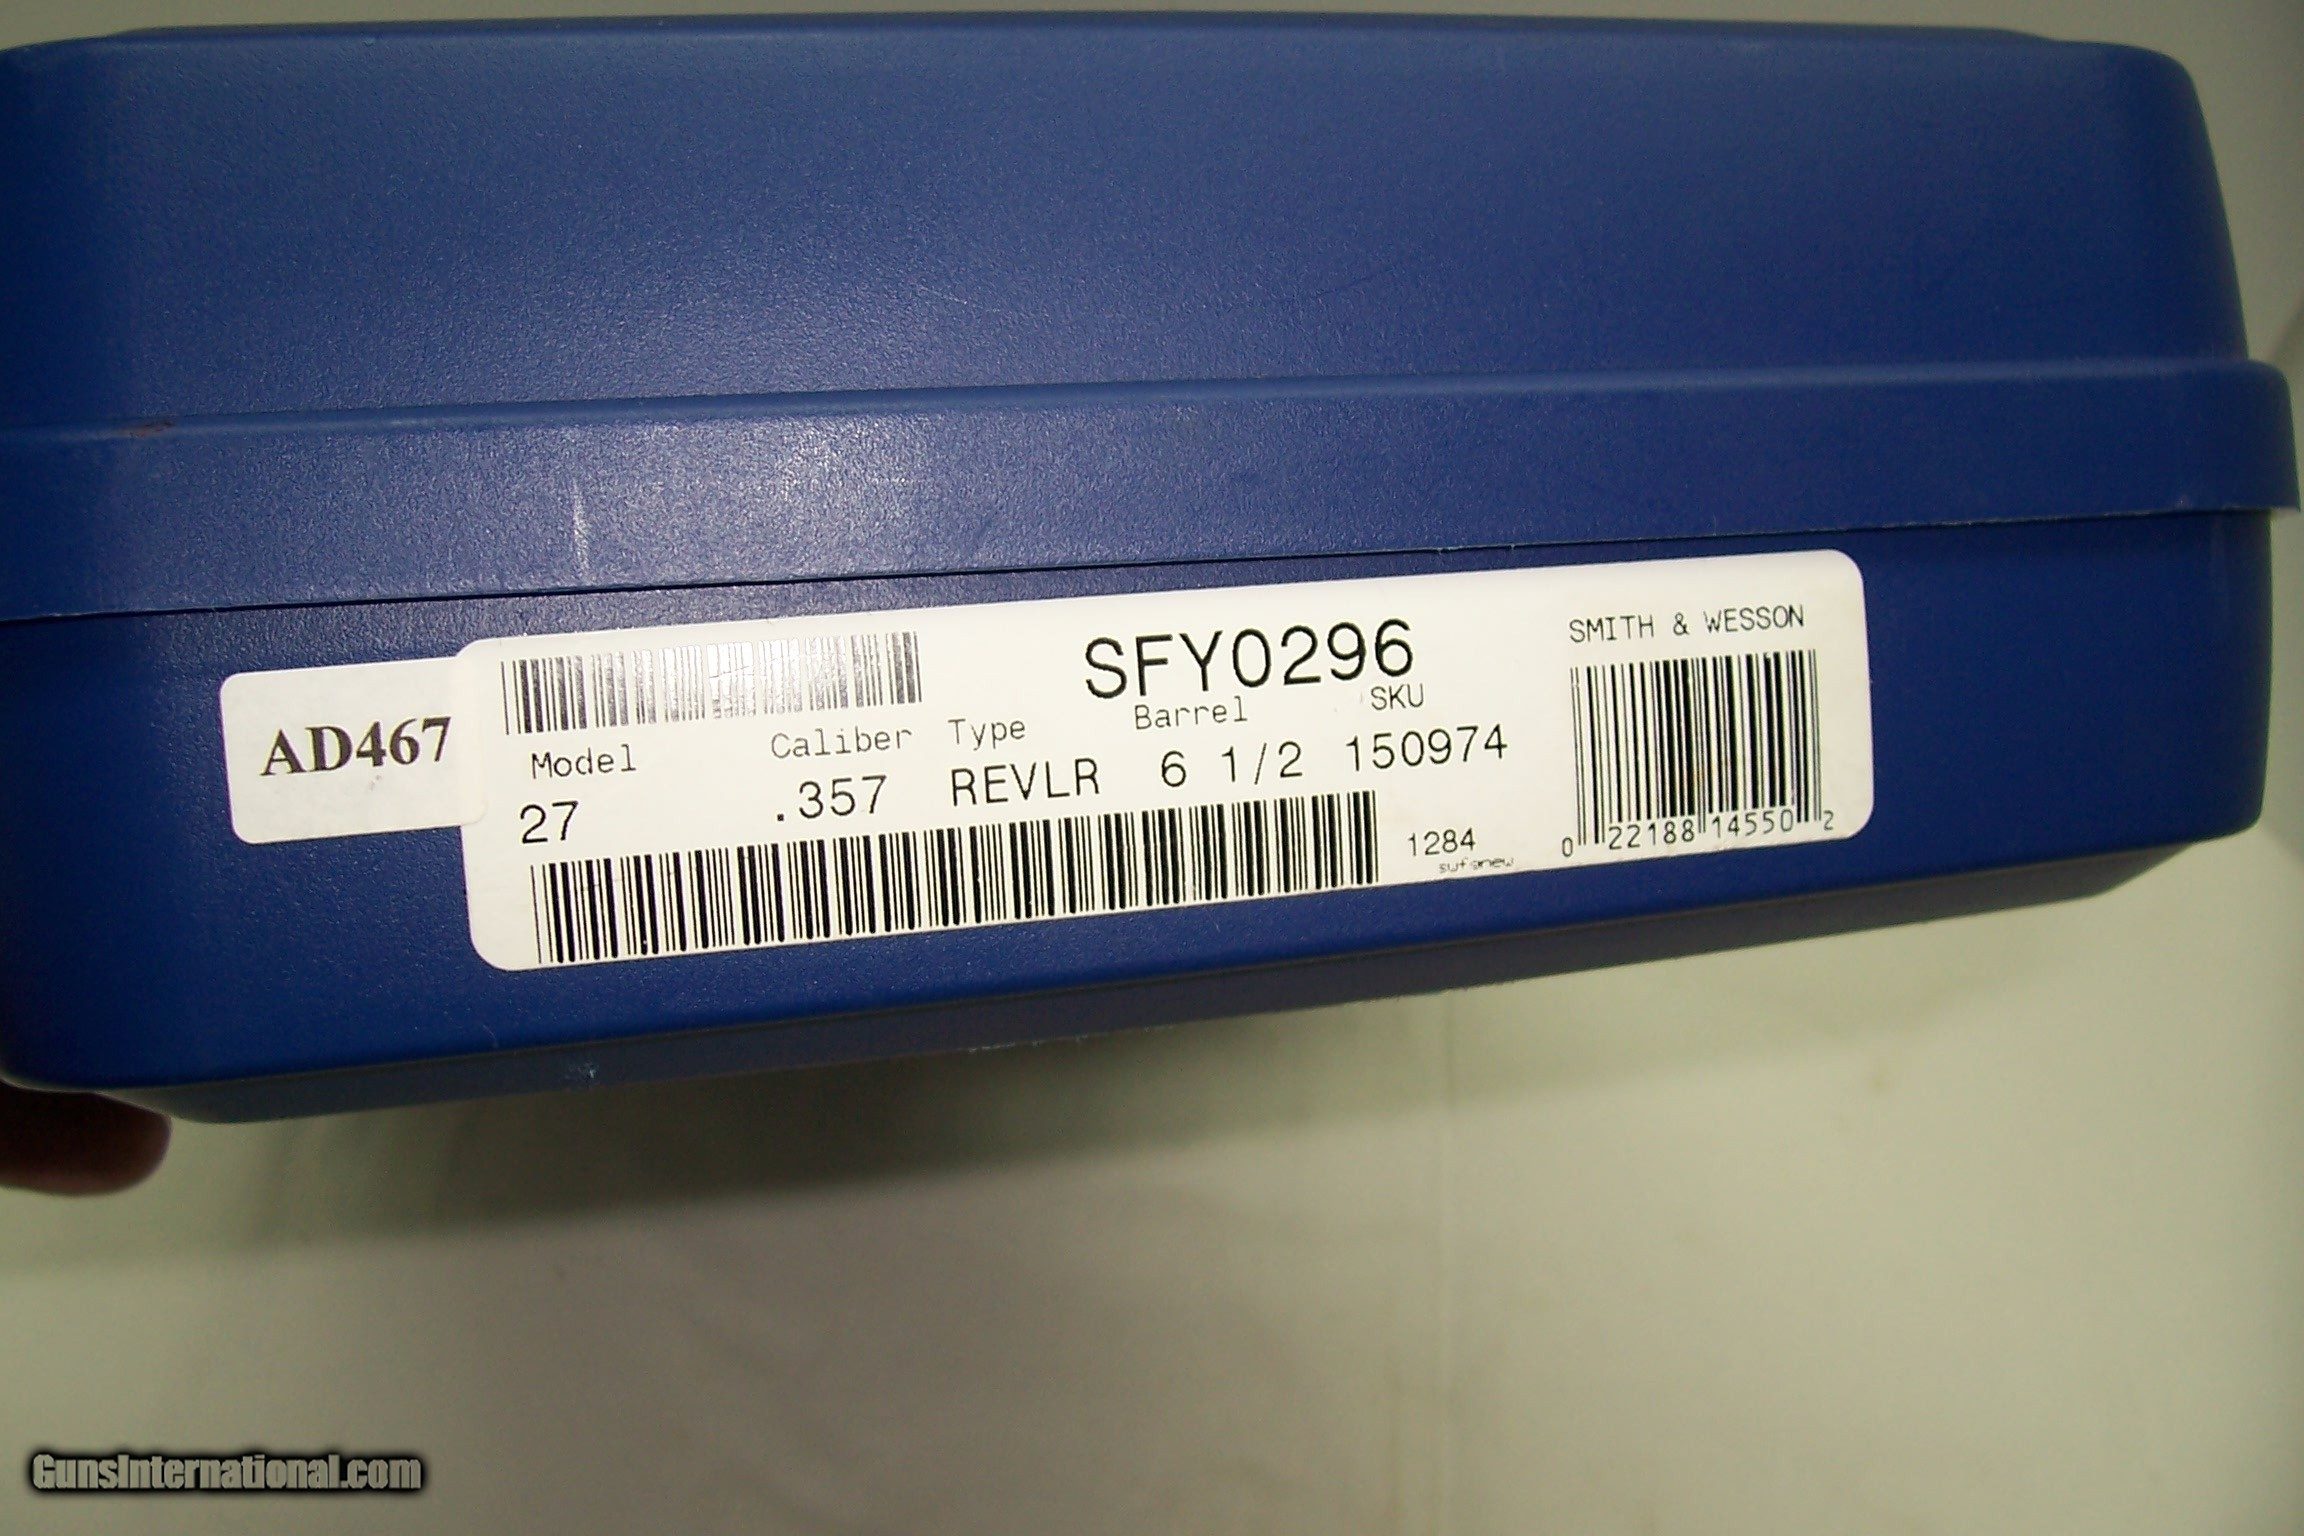 AD467
SFY0296
Model Caliber Type Barrel SKU
27 .357 REVLR 6 1/2 150974
1284
swfsnew
SMITH & WESSON
0 22188 14550 2
GunsInternational.com